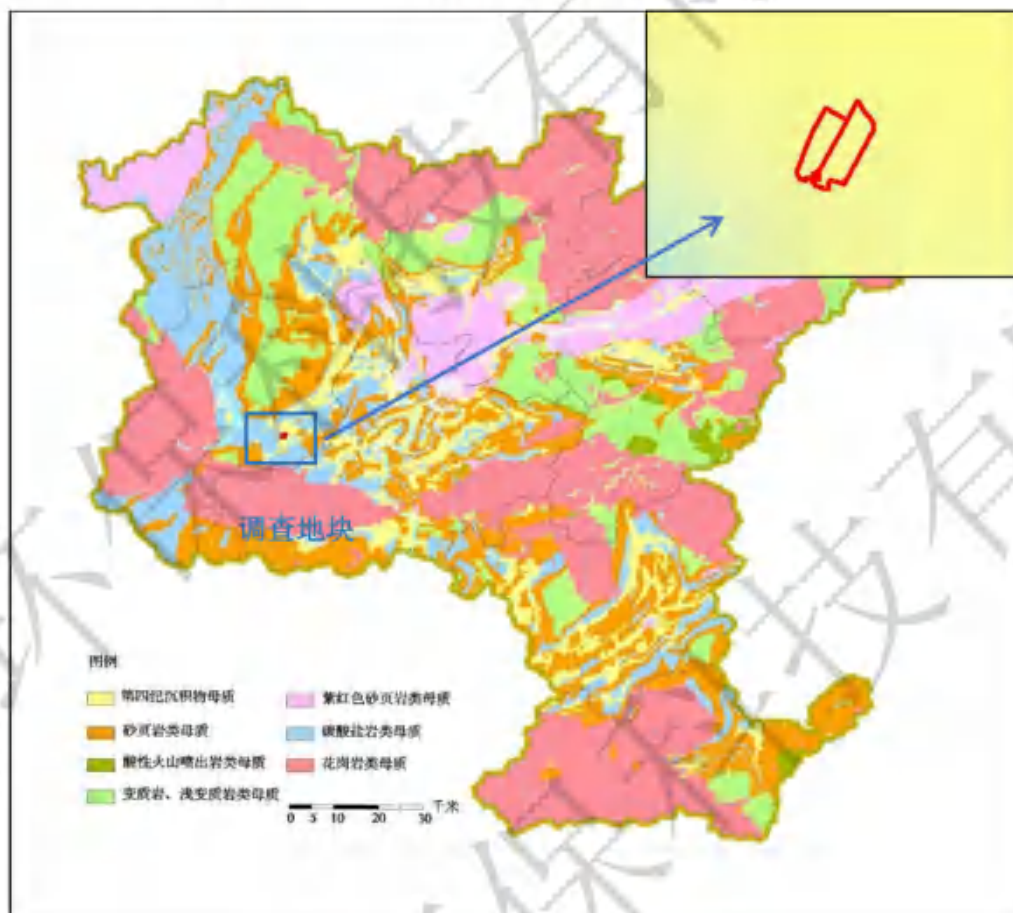 调查地块
图例
第四纪沉积物母质
紫红色砂页岩类母质
砂页岩类母质
碳酸盐岩类母质
酸性火山喷出岩类母质
花岗岩类母质
变质岩、浅变质岩类母质
千米
0 5 10 20 30